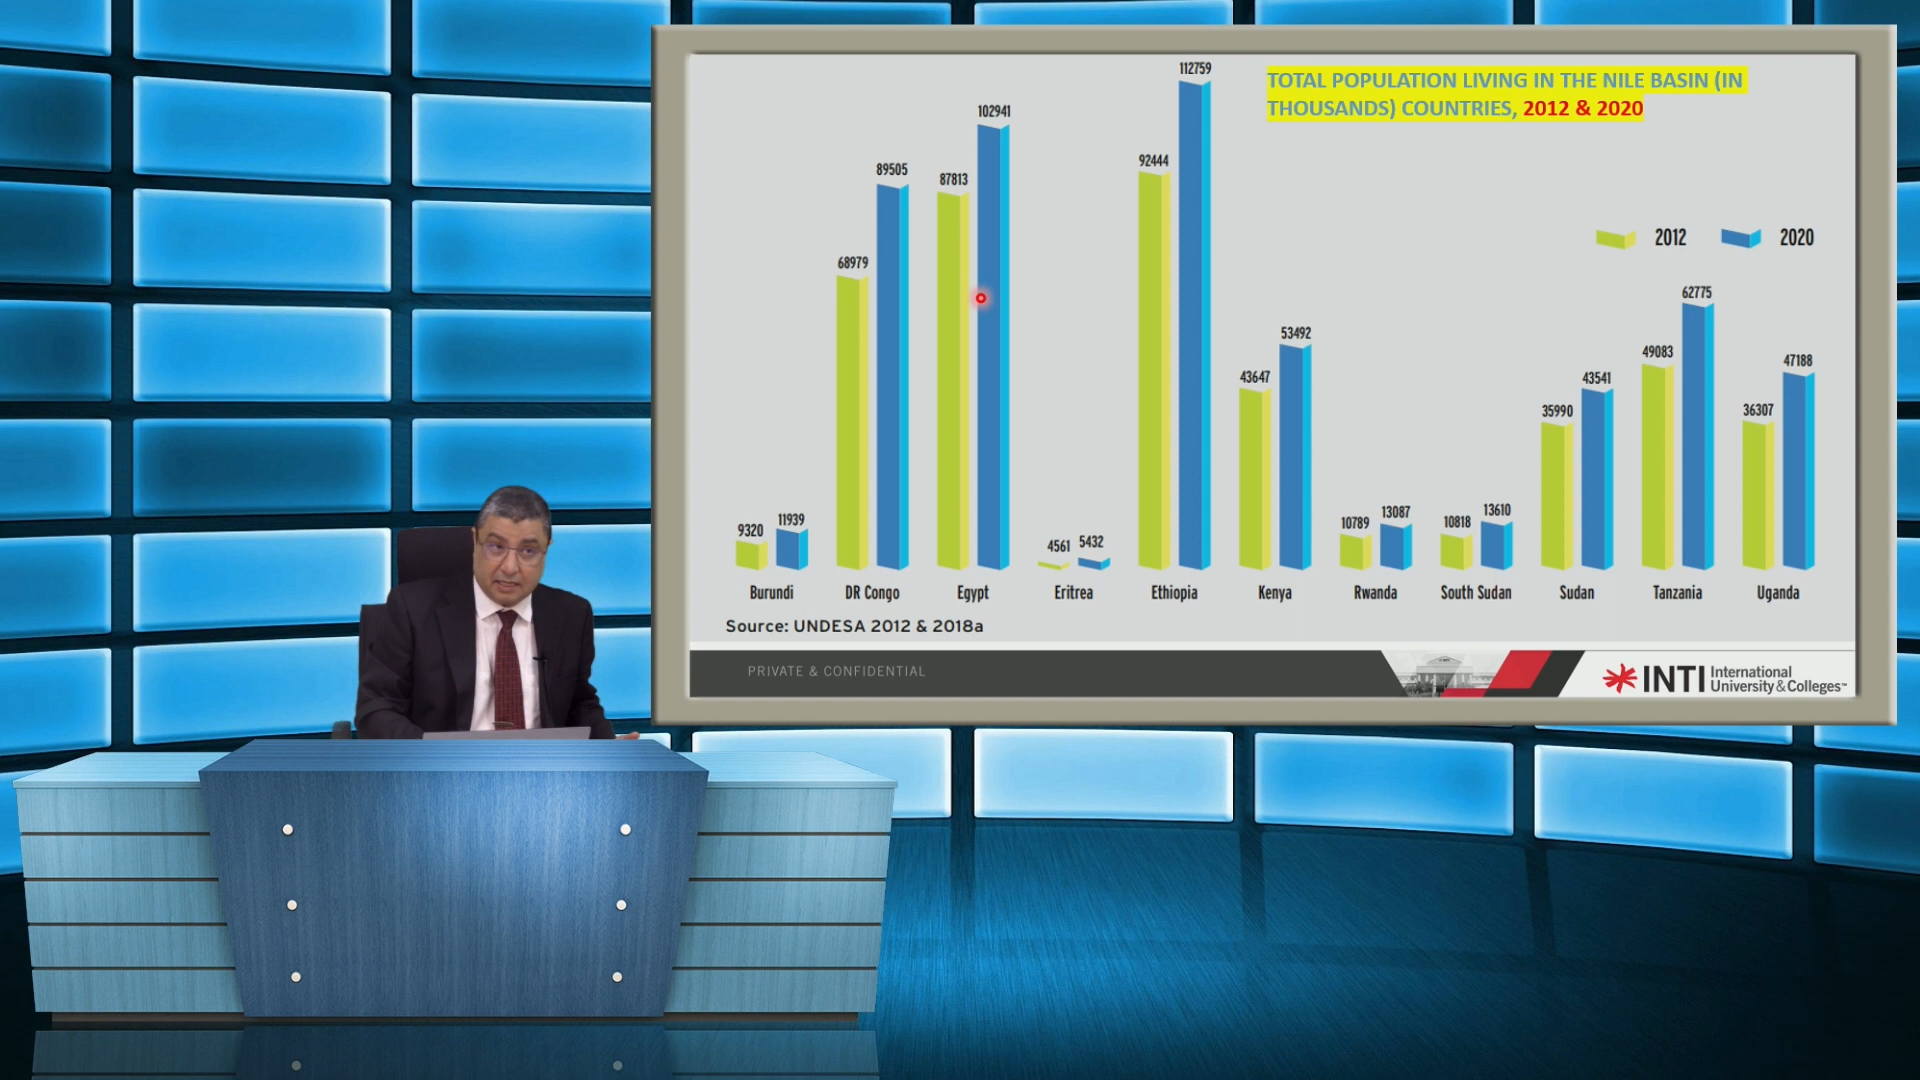 TOTAL POPULATION LIVING IN THE NILE BASIN (IN
THOUSANDS) COUNTRIES, 2012 & 2020
2012 2020
9320 11939
68979 89505
87813 102941
4561 5432
92444 112759
43647 53492
10789 13087
10818 13610
35990 43541
49083 62775
36307 47188
Burundi DR Congo Egypt Eritrea Ethiopia Kenya Rwanda South Sudan Sudan Tanzania Uganda
Source: UNDESA 2012 & 2018a
PRIVATE & CONFIDENTIAL
INTI International
University & Colleges™